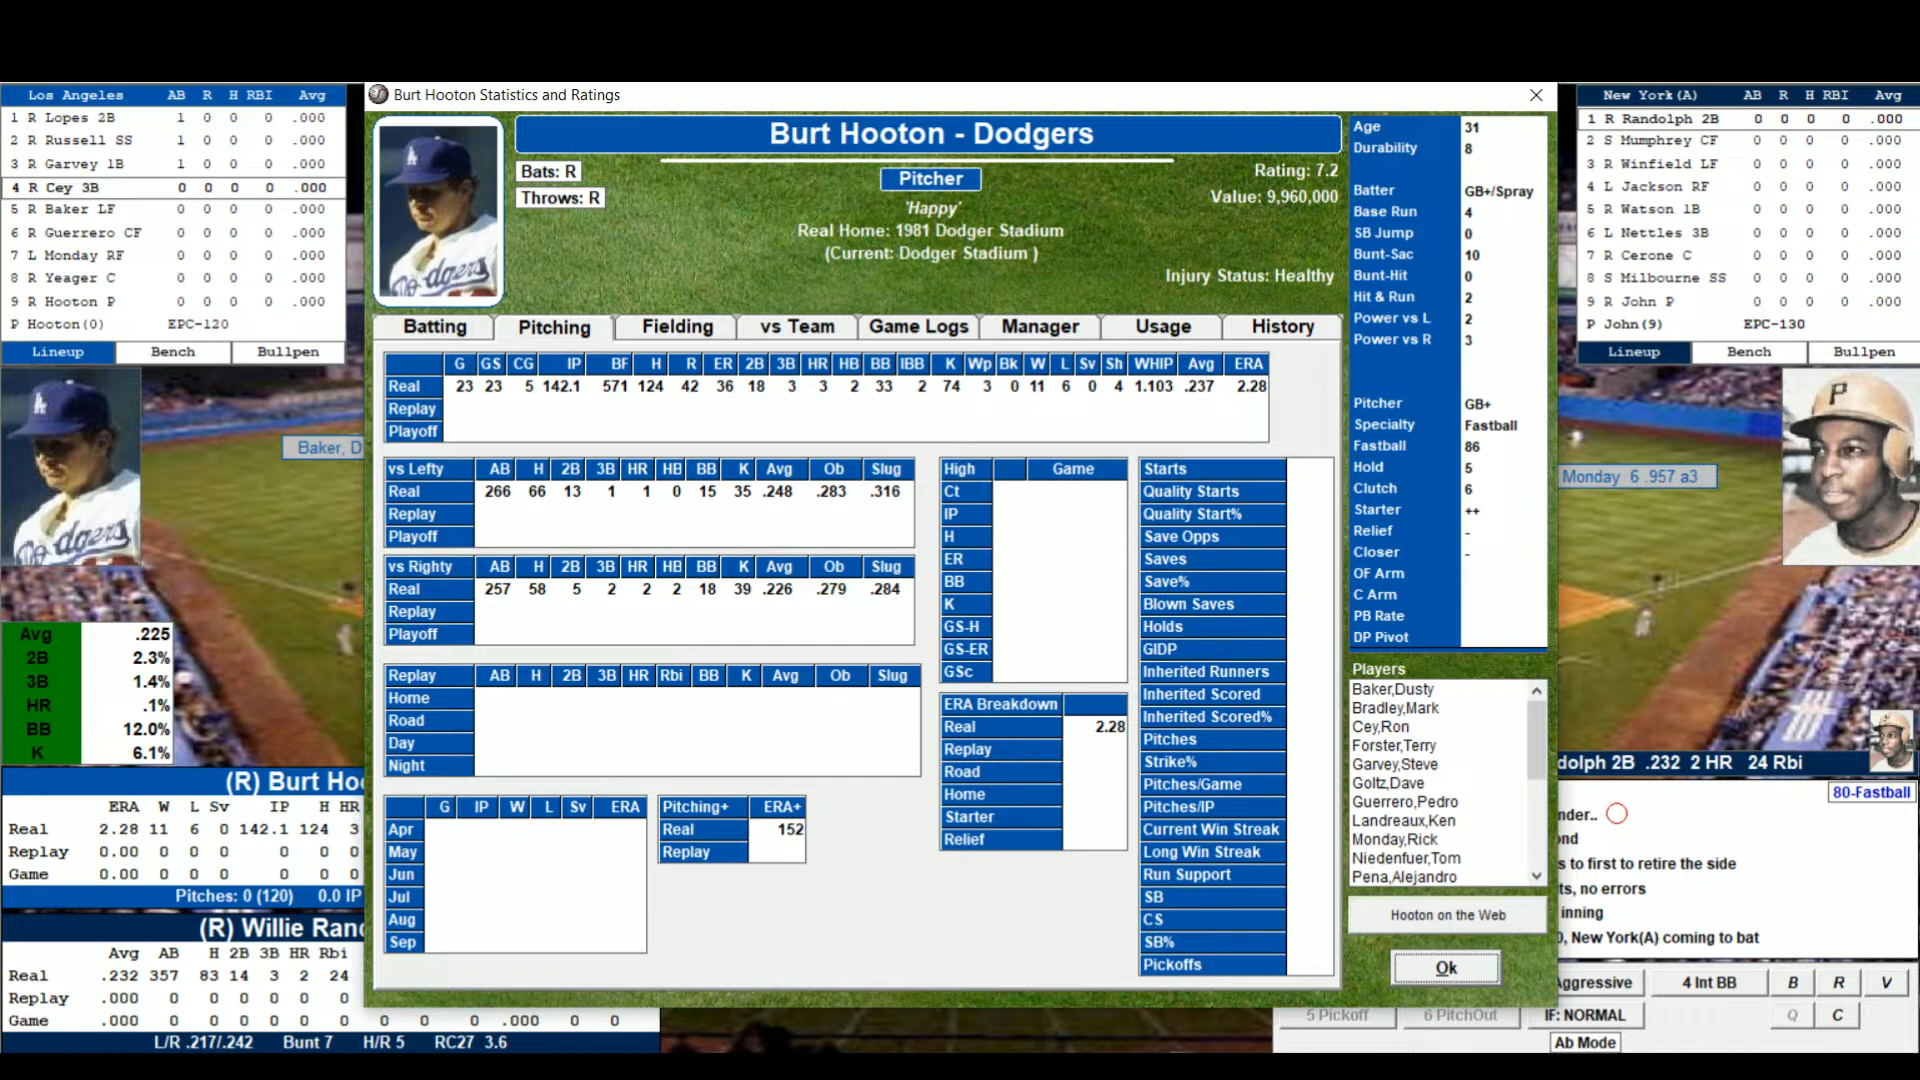 Los Angeles AB R H RBI Avg
1 R Lopes 2B 1 0 0 0 .000
2 R Russell SS 1 0 0 0 .000
3 R Garvey 1B 1 0 0 0 .000
4 R Cey 3B 0 0 0 0 .000
5 R Baker LF 0 0 0 0 .000
6 R Guerrero CF 0 0 0 0 .000
7 L Monday RF 0 0 0 0 .000
8 R Yeager C 0 0 0 0 .000
9 R Hooton P 0 0 0 0 .000
P Hooton(0) EPC-120
Lineup Bench Bullpen
Baker, D
Avg .225
2B 2.3%
3B 1.4%
HR .1%
BB 12.0%
K 6.1%
(R) Burt Hoo
ERA W L Sv IP H HR
Real 2.28 11 6 0 142.1 124 3
Replay 0.00 0 0 0 0 0 0
Game 0.00 0 0 0 0 0 0
Pitches: 0 (120) 0.0 IP
(R) Willie Rand
Avg AB H 2B 3B HR Rbi
Real .232 357 83 14 3 2 24
Replay .000 0 0 0 0 0 0
Game .000 0 0 0 0 0 0 0 0 .000 0 0
L/R .217/.242 Bunt 7 H/R 5 RC27 3.6
Burt Hooton Statistics and Ratings
Burt Hooton - Dodgers
Bats: R
Throws: R
Pitcher
'Happy'
Real Home: 1981 Dodger Stadium
(Current: Dodger Stadium )
Rating: 7.2
Value: 9,960,000
Injury Status: Healthy
Batting Pitching Fielding vs Team Game Logs Manager Usage History
G GS CG IP BF H R ER 2B 3B HR HB BB IBB K Wp Bk W L Sv Sh WHIP Avg ERA
Real 23 23 5 142.1 571 124 42 36 18 3 3 2 33 2 74 3 0 11 6 0 4 1.103 .237 2.28
Replay
Playoff
vs Lefty AB H 2B 3B HR HB BB K Avg Ob Slug
Real 266 66 13 1 1 0 15 35 .248 .283 .316
Replay
Playoff
vs Righty AB H 2B 3B HR HB BB K Avg Ob Slug
Real 257 58 5 2 2 2 18 39 .226 .279 .284
Replay
Playoff
Replay AB H 2B 3B HR Rbi BB K Avg Ob Slug
Home
Road
Day
Night
G IP W L Sv ERA
Apr
May
Jun
Jul
Aug
Sep
Pitching+ ERA+
Real 152
Replay
High Game
Ct
IP
H
ER
BB
K
GS-H
GS-ER
GSc
ERA Breakdown
Real 2.28
Replay
Road
Home
Starter
Relief
Starts
Quality Starts
Quality Start%
Save Opps
Saves
Save%
Blown Saves
Holds
GIDP
Inherited Runners
Inherited Scored
Inherited Scored%
Pitches
Strike%
Pitches/Game
Pitches/IP
Current Win Streak
Long Win Streak
Run Support
SB
CS
SB%
Pickoffs
Age 31
Durability 8
Batter GB+/Spray
Base Run 4
SB Jump 0
Bunt-Sac 10
Bunt-Hit 0
Hit & Run 2
Power vs L 2
Power vs R 3
Pitcher GB+
Specialty Fastball
Fastball 86
Hold 5
Clutch 6
Starter ++
Relief -
Closer -
OF Arm
C Arm
PB Rate
DP Pivot
Players
Baker,Dusty
Bradley,Mark
Cey,Ron
Forster,Terry
Garvey,Steve
Goltz,Dave
Guerrero,Pedro
Landreaux,Ken
Monday,Rick
Niedenfuer,Tom
Pena,Alejandro
Hooton on the Web
Ok
New York(A) AB R H RBI Avg
1 R Randolph 2B 0 0 0 0 .000
2 S Mumphrey CF 0 0 0 0 .000
3 R Winfield LF 0 0 0 0 .000
4 L Jackson RF 0 0 0 0 .000
5 R Watson 1B 0 0 0 0 .000
6 L Nettles 3B 0 0 0 0 .000
7 R Cerone C 0 0 0 0 .000
8 S Milbourne SS 0 0 0 0 .000
9 R John P 0 0 0 0 .000
P John(9) EPC-130
Lineup Bench Bullpen
Monday 6 .957 a3
dolph 2B .232 2 HR 24 Rbi
80-Fastball
nder..
ond
s to first to retire the side
ts, no errors
inning
), New York(A) coming to bat
Aggressive 4 Int BB B R V
5 Pickoff 6 PitchOut IF: NORMAL Q C
Ab Mode
Dodgers
Dodgers
P